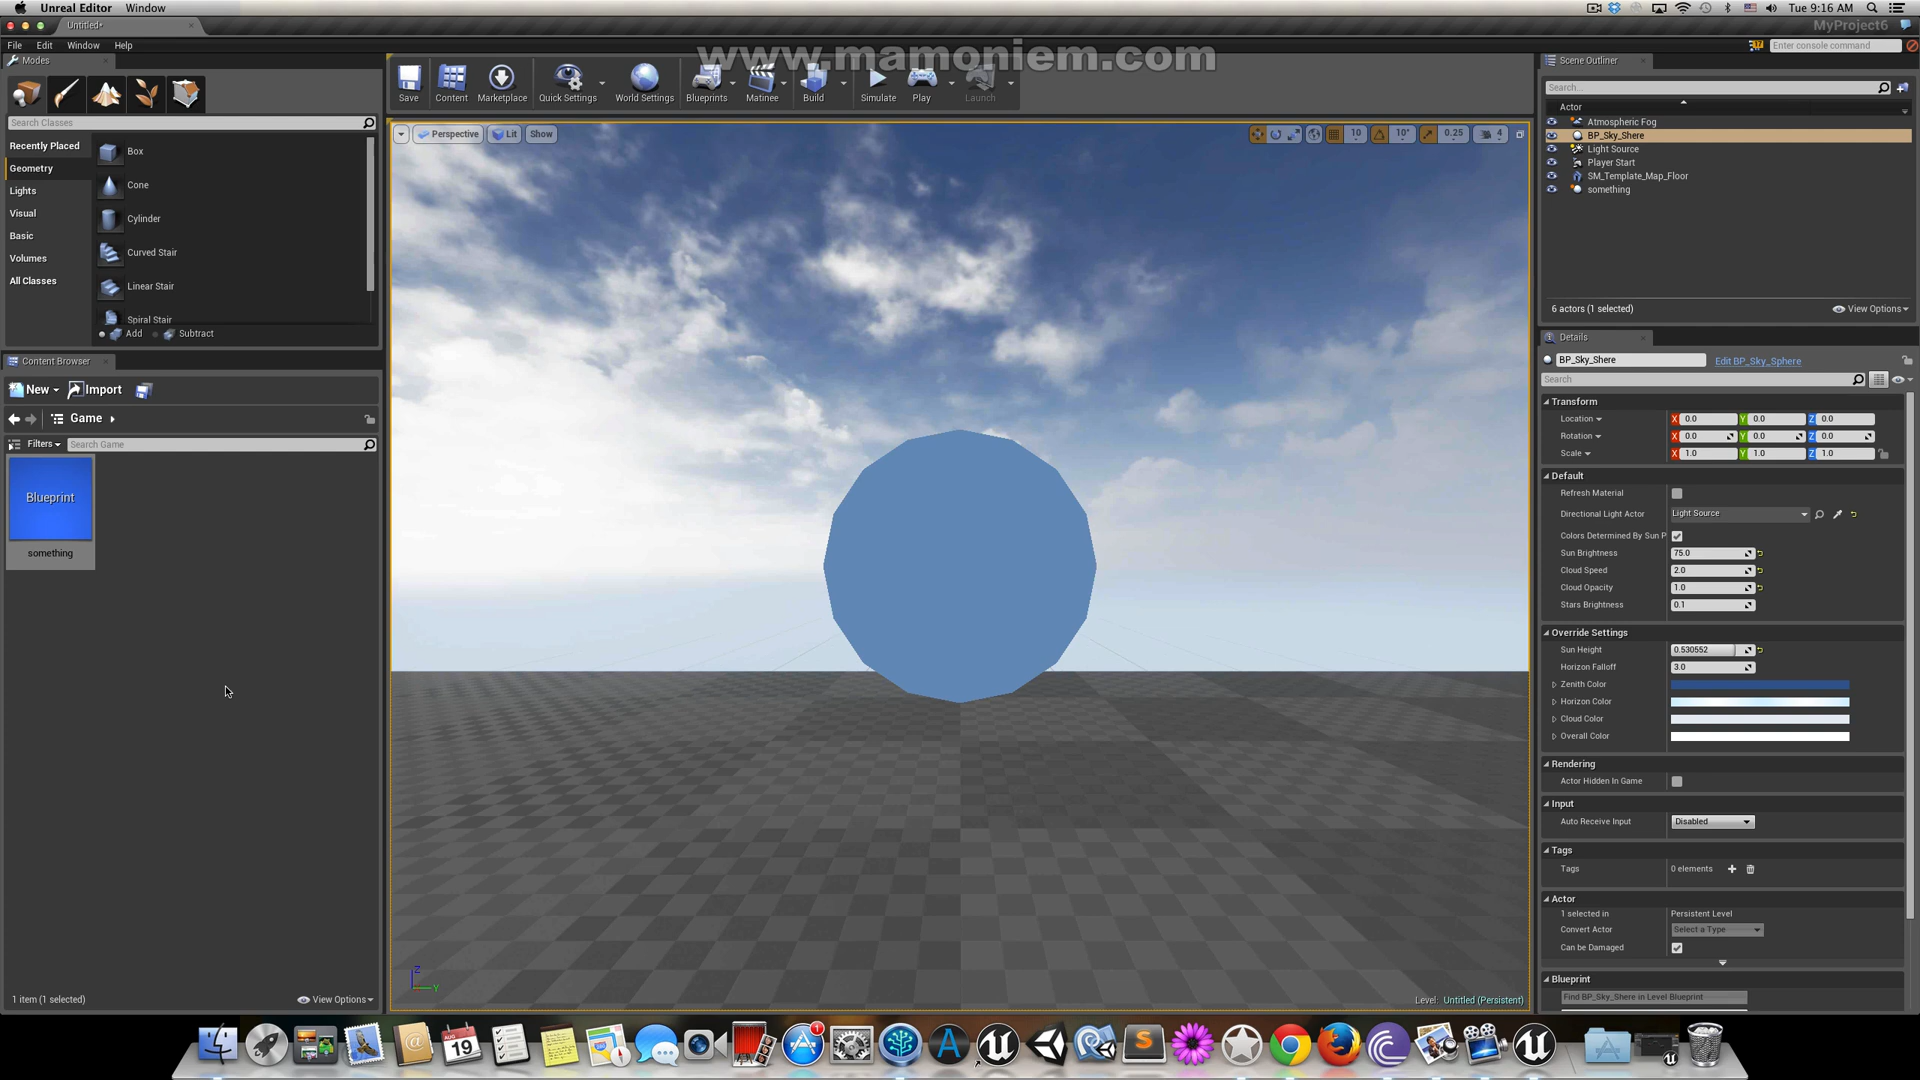 Unreal Editor Window
Tue 9:16 AM
Untitled*
MyProject6
File Edit Window Help
www.mamoniem.com
Enter console command
Modes
Save
Content
Marketplace
Quick Settings
World Settings
Blueprints
Matinee
Build
Simulate
Play
Launch
Search Classes
Recently Placed
Geometry
Lights
Visual
Basic
Volumes
All Classes
Box
Cone
Cylinder
Curved Stair
Linear Stair
Spiral Stair
Add
Subtract
Content Browser
New
Import
Game
Filters
Search Game
Blueprint
something
1 item (1 selected)
View Options
Perspective
Lit
Show
10
10°
0.25
4
Z
Y
Level: Untitled (Persistent)
Scene Outliner
Search...
Actor
Atmospheric Fog
BP_Sky_Shere
Light Source
Player Start
SM_Template_Map_Floor
something
6 actors (1 selected)
View Options
Details
BP_Sky_Shere
Edit BP_Sky_Sphere
Search
Transform
Location X 0.0 Y 0.0 Z 0.0
Rotation X 0.0 Y 0.0 Z 0.0
Scale X 1.0 Y 1.0 Z 1.0
Default
Refresh Material
Directional Light Actor Light Source
Colors Determined By Sun P
Sun Brightness 75.0
Cloud Speed 2.0
Cloud Opacity 1.0
Stars Brightness 0.1
Override Settings
Sun Height 0.530552
Horizon Falloff 3.0
Zenith Color
Horizon Color
Cloud Color
Overall Color
Rendering
Actor Hidden In Game
Input
Auto Receive Input Disabled
Tags
Tags 0 elements
Actor
1 selected in Persistent Level
Convert Actor Select a Type
Can be Damaged
Blueprint
Find BP_Sky_Shere in Level Blueprint
AUG
19
1